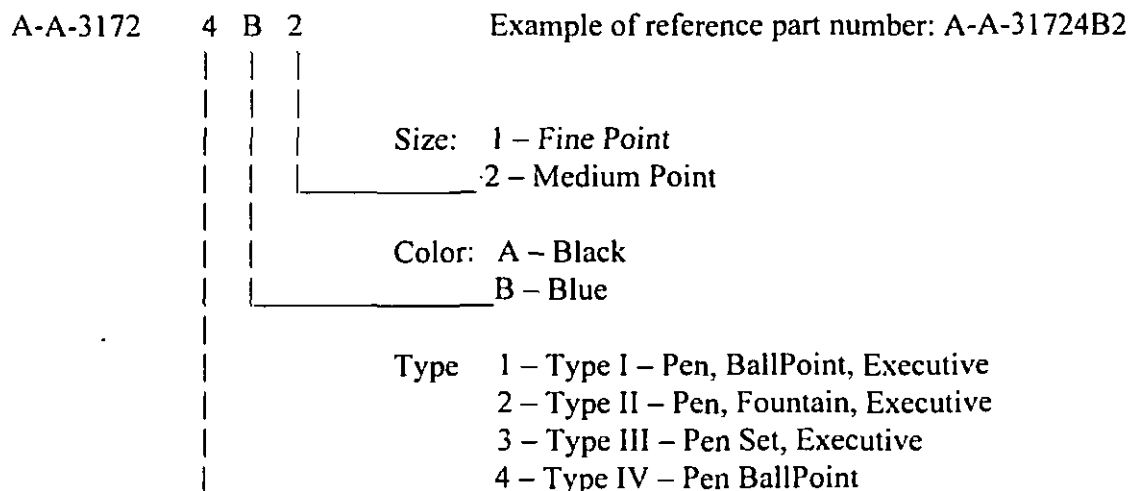 A-A-3172 4 B 2 Example of reference part number: A-A-31724B2
Size: 1 – Fine Point
2 – Medium Point
Color: A – Black
B – Blue
Type 1 – Type I – Pen, BallPoint, Executive
2 – Type II – Pen, Fountain, Executive
3 – Type III – Pen Set, Executive
4 – Type IV – Pen BallPoint